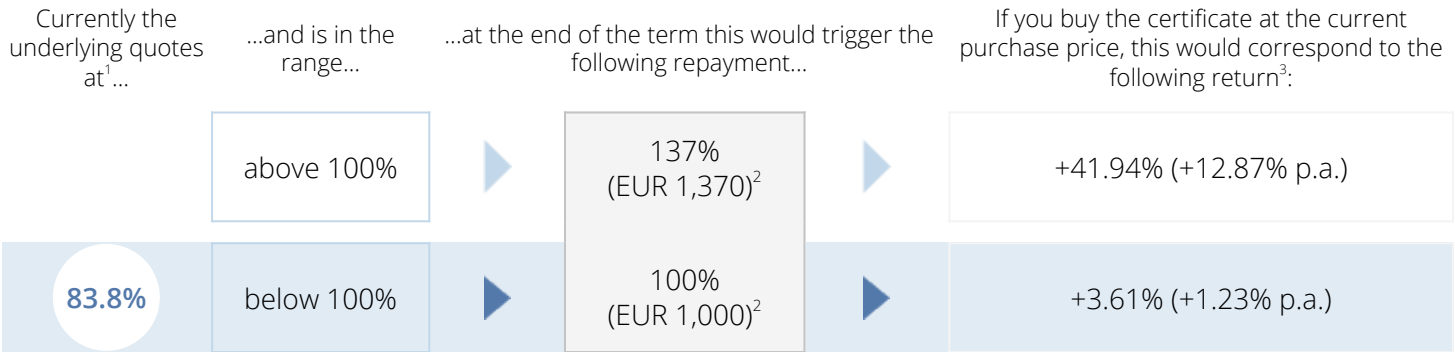 Currently the
underlying quotes
at¹...
...and is in the
range...
...at the end of the term this would trigger the
following repayment...
If you buy the certificate at the current
purchase price, this would correspond to the
following return³:
above 100%
137%
(EUR 1,370)²
+41.94% (+12.87% p.a.)
83.8%
below 100%
100%
(EUR 1,000)²
+3.61% (+1.23% p.a.)